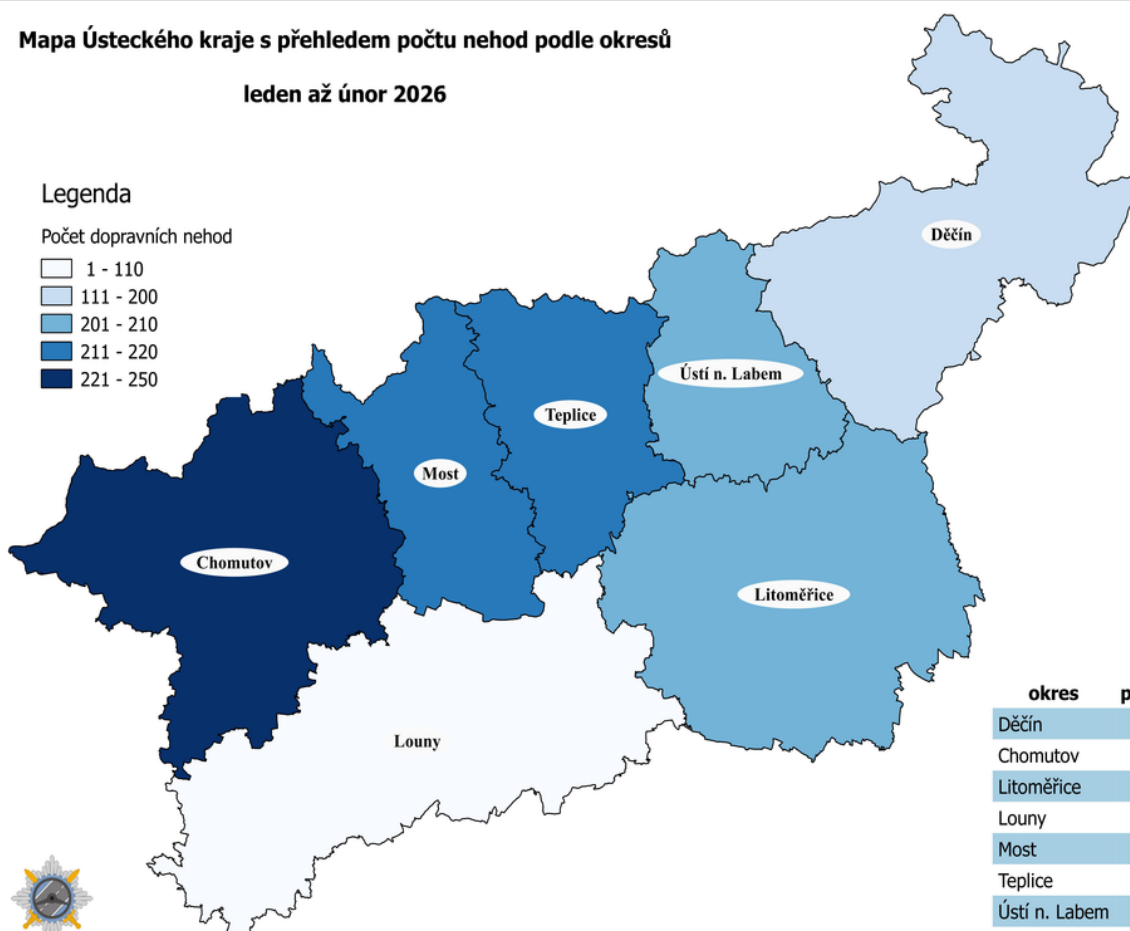 Mapa Ústeckého kraje s přehledem počtu nehod podle okresů
leden až únor 2026
Legenda
Počet dopravních nehod
1 - 110
111 - 200
201 - 210
211 - 220
221 - 250
Děčín
Ústí n. Labem
Teplice
Most
Chomutov
Litoměřice
Louny
okres p
Děčín
Chomutov
Litoměřice
Louny
Most
Teplice
Ústí n. Labem